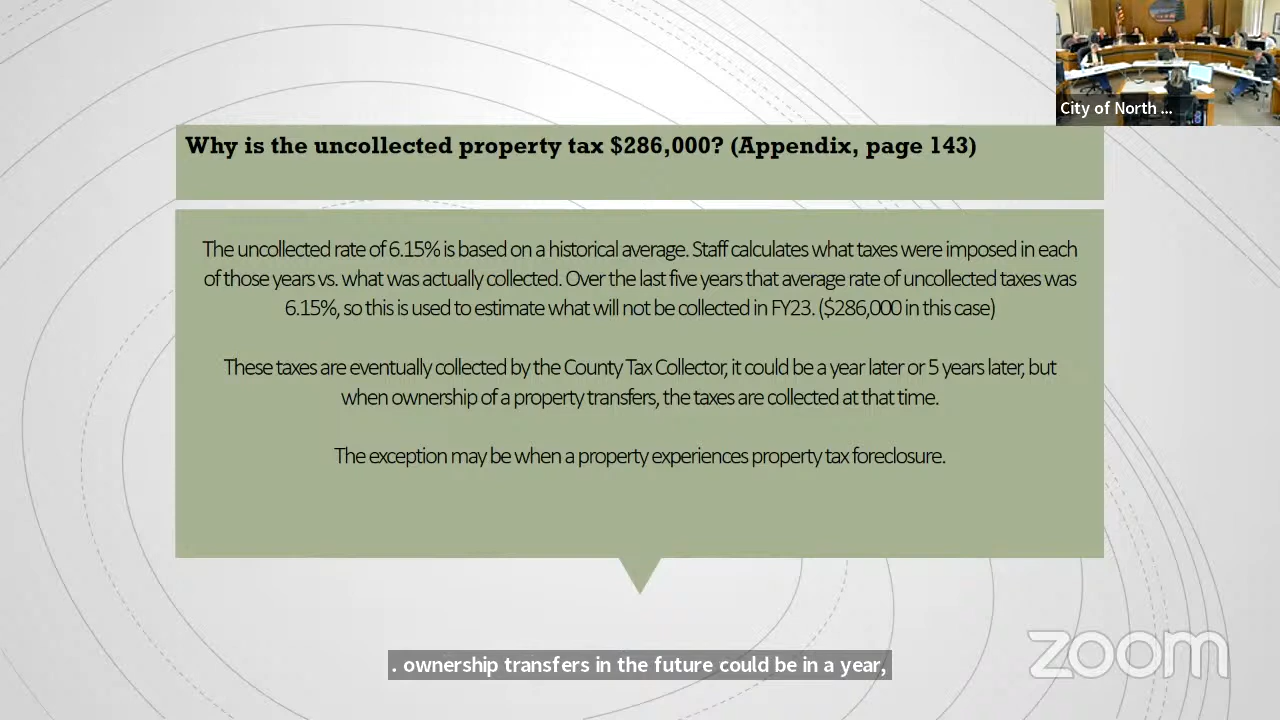 City of North ...
Why is the uncollected property tax $286,000? (Appendix, page 143)
The uncollected rate of 6.15% is based on a historical average. Staff calculates what taxes were imposed in each
of those years vs. what was actually collected. Over the last five years that average rate of uncollected taxes was
6.15%, so this is used to estimate what will not be collected in FY23. ($286,000 in this case)
These taxes are eventually collected by the County Tax Collector, it could be a year later or 5 years later, but
when ownership of a property transfers, the taxes are collected at that time.
The exception may be when a property experiences property tax foreclosure.
. ownership transfers in the future could be in a year,
zoom